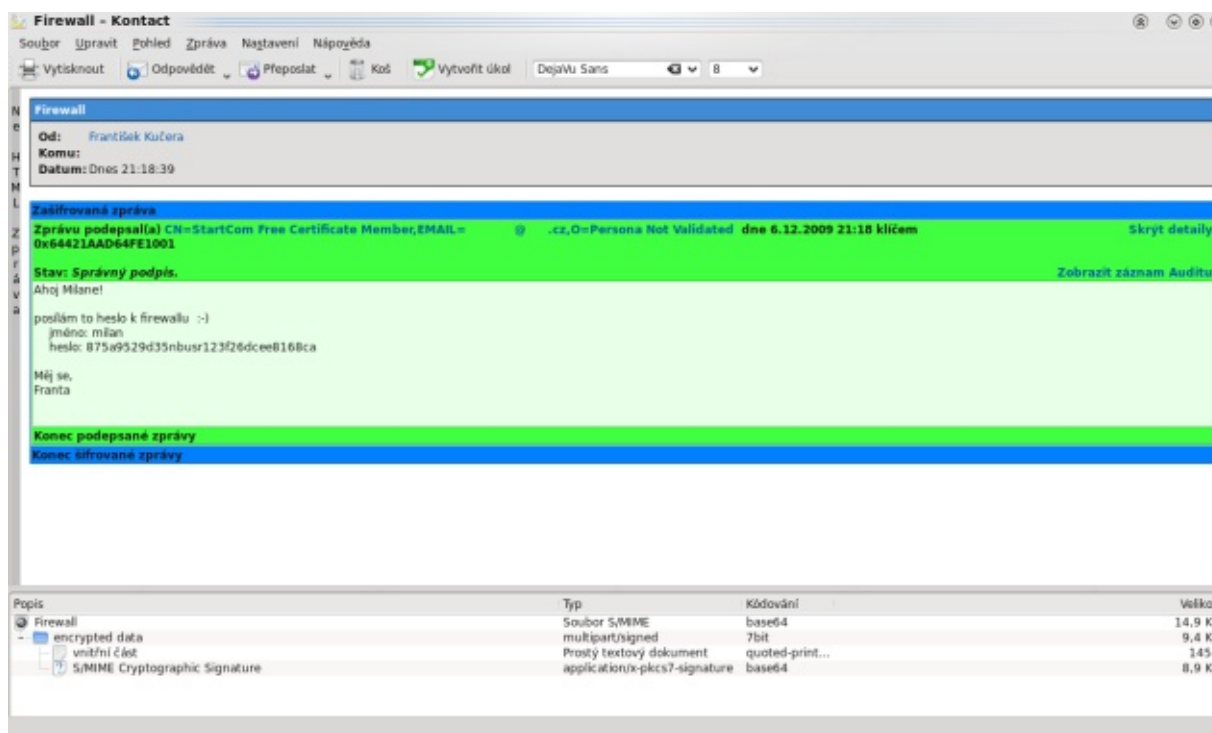 Firewall - Kontact
Soubor Upravit Pohled Zpráva Nastavení Nápověda
Vytisknout Odpovědět Přeposlat Koš Vytvořit úkol DejaVu Sans 8
Ne HTML Zpráva
Firewall
Od: František Kučera
Komu:
Datum: Dnes 21:18:39
Zašifrovaná zpráva
Zprávu podepsal(a) CN=StartCom Free Certificate Member,EMAIL= @ .cz,O=Persona Not Validated dne 6.12.2009 21:18 klíčem Skrýt detaily
0x64421AAD64FE1001
Stav: Správný podpis. Zobrazit záznam Auditu
Ahoj Milane!
posílám to heslo k firewallu :-)
jméno: milan
heslo: 875a9529d35nbusr123f26dcee8168ca
Měj se,
Franta
Konec podepsané zprávy
Konec šifrované zprávy
Popis Typ Kódování Veliko
Firewall Soubor S/MIME base64 14,9 K
encrypted data multipart/signed 7bit 9,4 K
vnitřní část Prostý textový dokument quoted-print... 145
S/MIME Cryptographic Signature application/x-pkcs7-signature base64 8,9 K